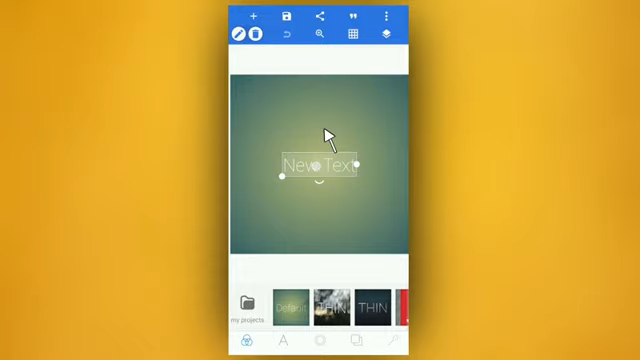 New Text
my projects
Default
THIN
THIN
A